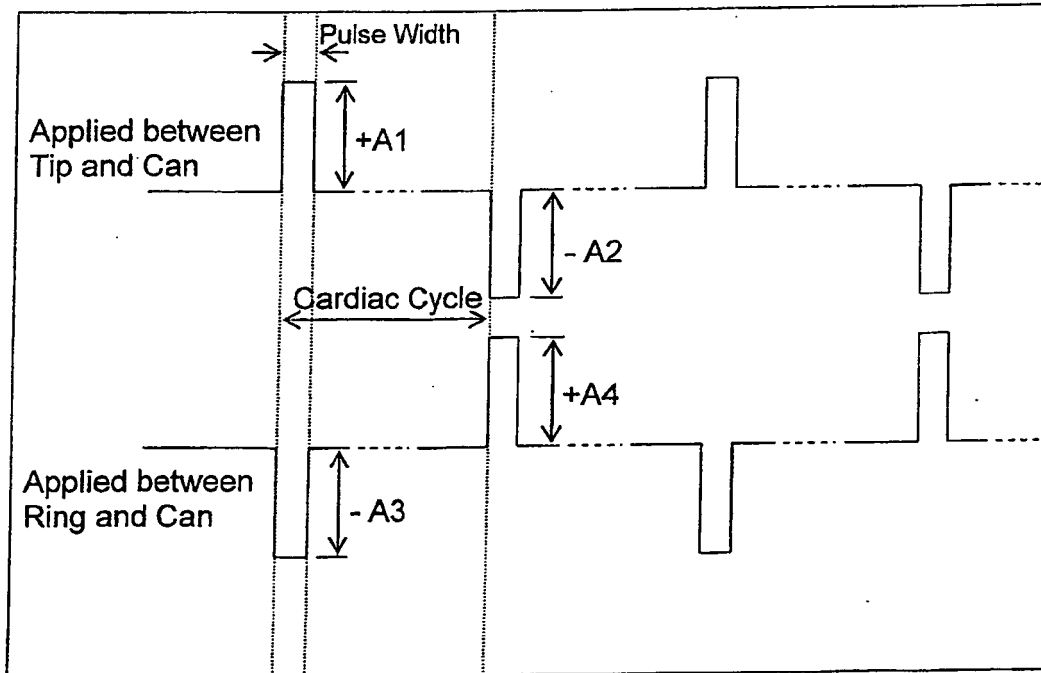 Pulse Width
Applied between
Tip and Can
+A1
- A2
Cardiac Cycle
+A4
Applied between
Ring and Can
- A3